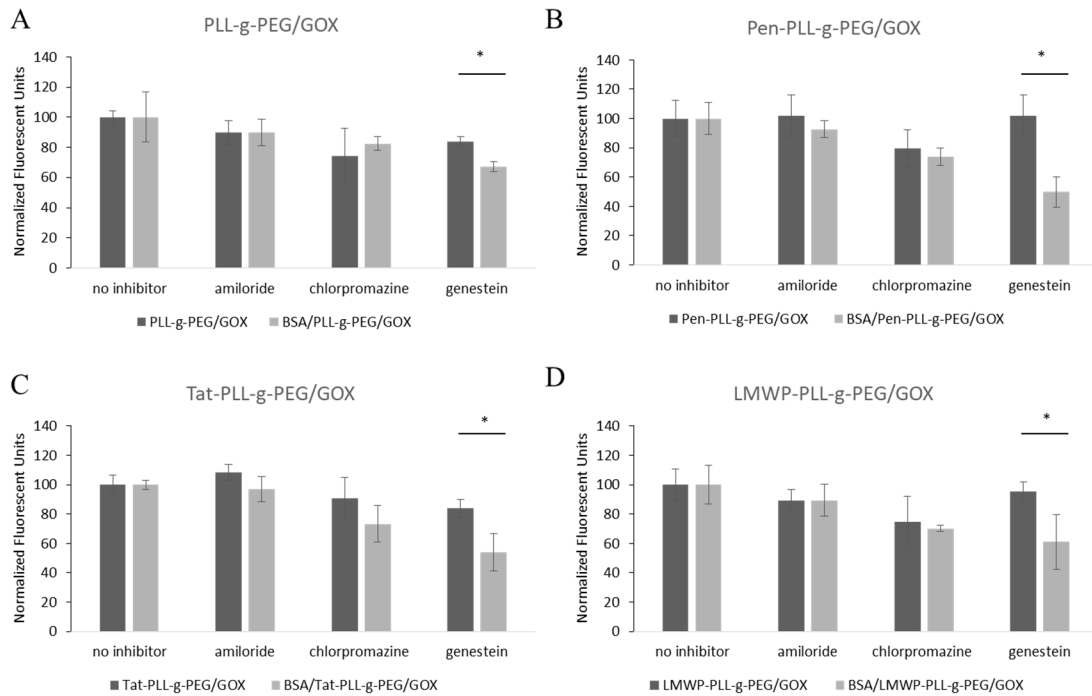 A
PLL-g-PEG/GOX
Normalized Fluorescent Units
140
120
100
80
60
40
20
0
*
no inhibitor amiloride chlorpromazine genestein
PLL-g-PEG/GOX BSA/PLL-g-PEG/GOX
B
Pen-PLL-g-PEG/GOX
Normalized Fluorescent Units
140
120
100
80
60
40
20
0
*
no inhibitor amiloride chlorpromazine genestein
Pen-PLL-g-PEG/GOX BSA/Pen-PLL-g-PEG/GOX
C
Tat-PLL-g-PEG/GOX
Normalized Fluorescent Units
140
120
100
80
60
40
20
0
*
no inhibitor amiloride chlorpromazine genestein
Tat-PLL-g-PEG/GOX BSA/Tat-PLL-g-PEG/GOX
D
LMWP-PLL-g-PEG/GOX
Normalized Fluorescent Units
140
120
100
80
60
40
20
0
*
no inhibitor amiloride chlorpromazine genestein
LMWP-PLL-g-PEG/GOX BSA/LMWP-PLL-g-PEG/GOX